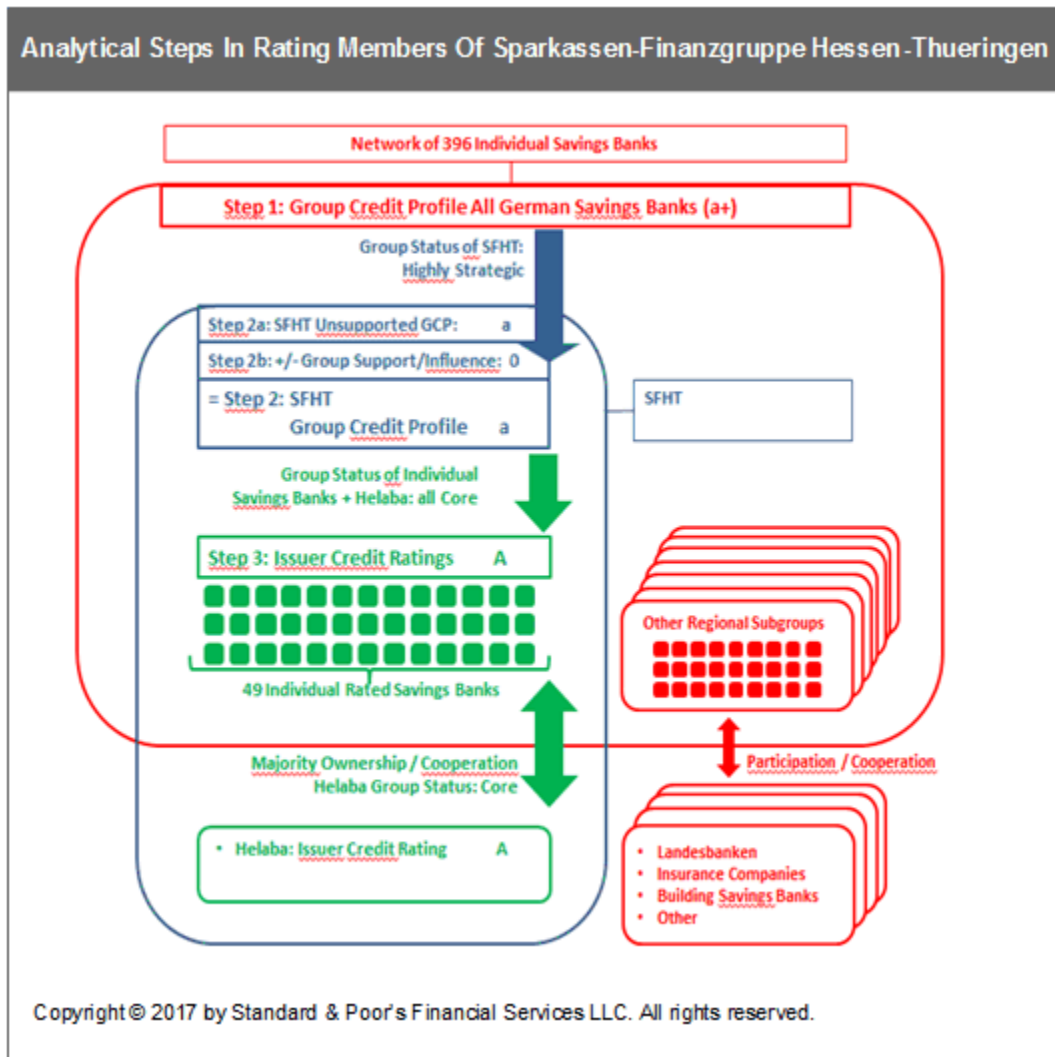 Analytical Steps In Rating Members Of Sparkassen-Finanzgruppe Hessen-Thueringen
Network of 396 Individual Savings Banks
Step 1: Group Credit Profile All German Savings Banks (a+)
Group Status of SFHT:
Highly Strategic
Step 2a: SFHT Unsupported GCP: a
Step 2b: +/- Group Support/Influence: 0
= Step 2: SFHT
Group Credit Profile a
SFHT
Group Status of Individual
Savings Banks + Helaba: all Core
Step 3: Issuer Credit Ratings A
49 Individual Rated Savings Banks
Other Regional Subgroups
Majority Ownership / Cooperation
Helaba Group Status: Core
Participation / Cooperation
• Helaba: Issuer Credit Rating A
• Landesbanken
• Insurance Companies
• Building Savings Banks
• Other
Copyright © 2017 by Standard & Poor's Financial Services LLC. All rights reserved.